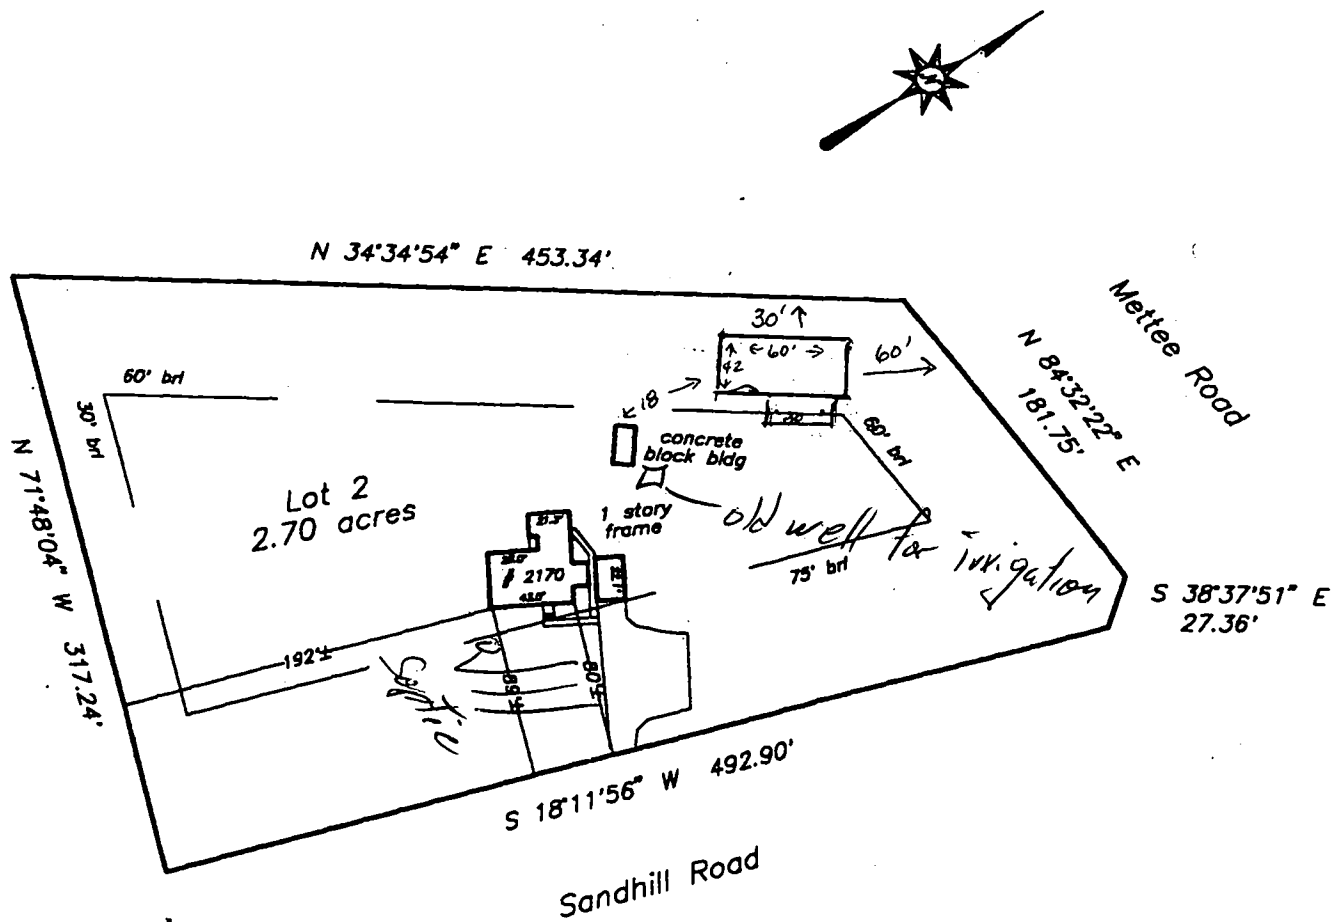 N
N 34°34'54" E 453.34'
Mettee Road
N 84°32'22" E
181.75'
30'
60'
42
60'
18
60' brl
30' brl
60' brl
concrete
block bldg
N 71°48'04" W 317.24'
Lot 2
2.70 acres
1 story
frame
old well for irrigation
75' brl
# 2170
S 38°37'51" E
27.36'
192'±
Septic
89'±
80'±
S 18°11'56" W 492.90'
Sandhill Road